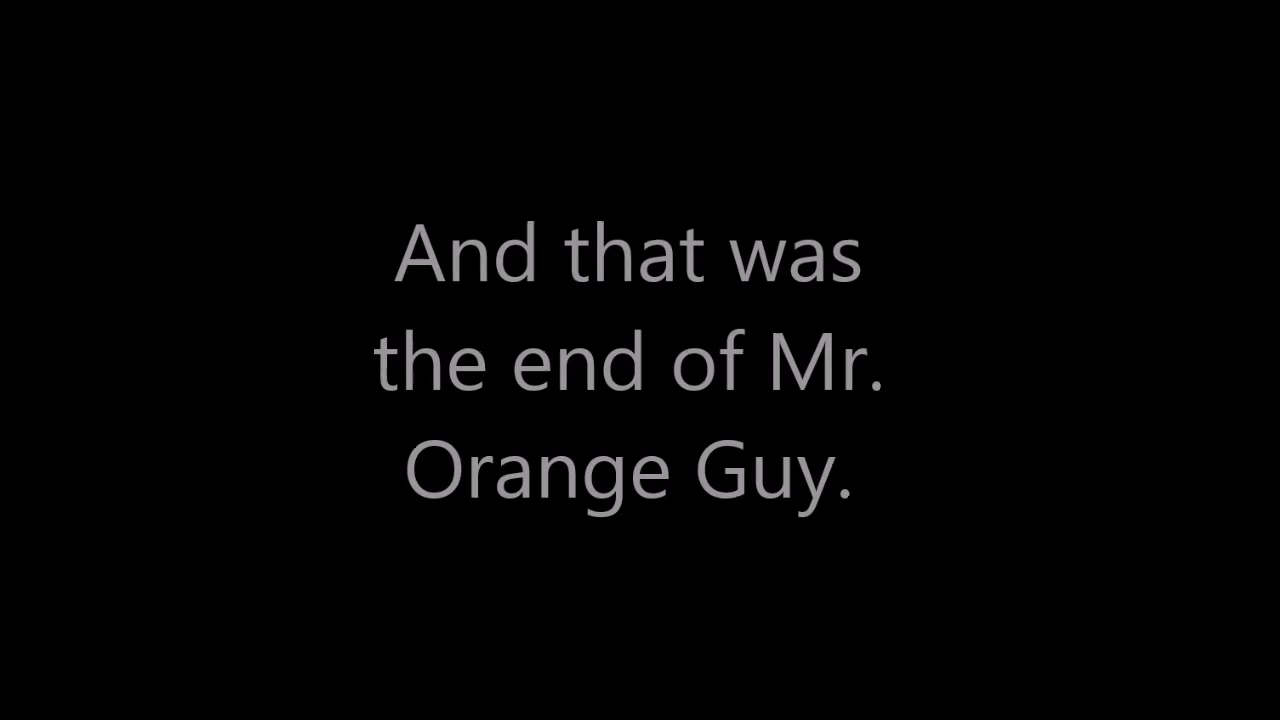 And that was
the end of Mr.
Orange Guy.